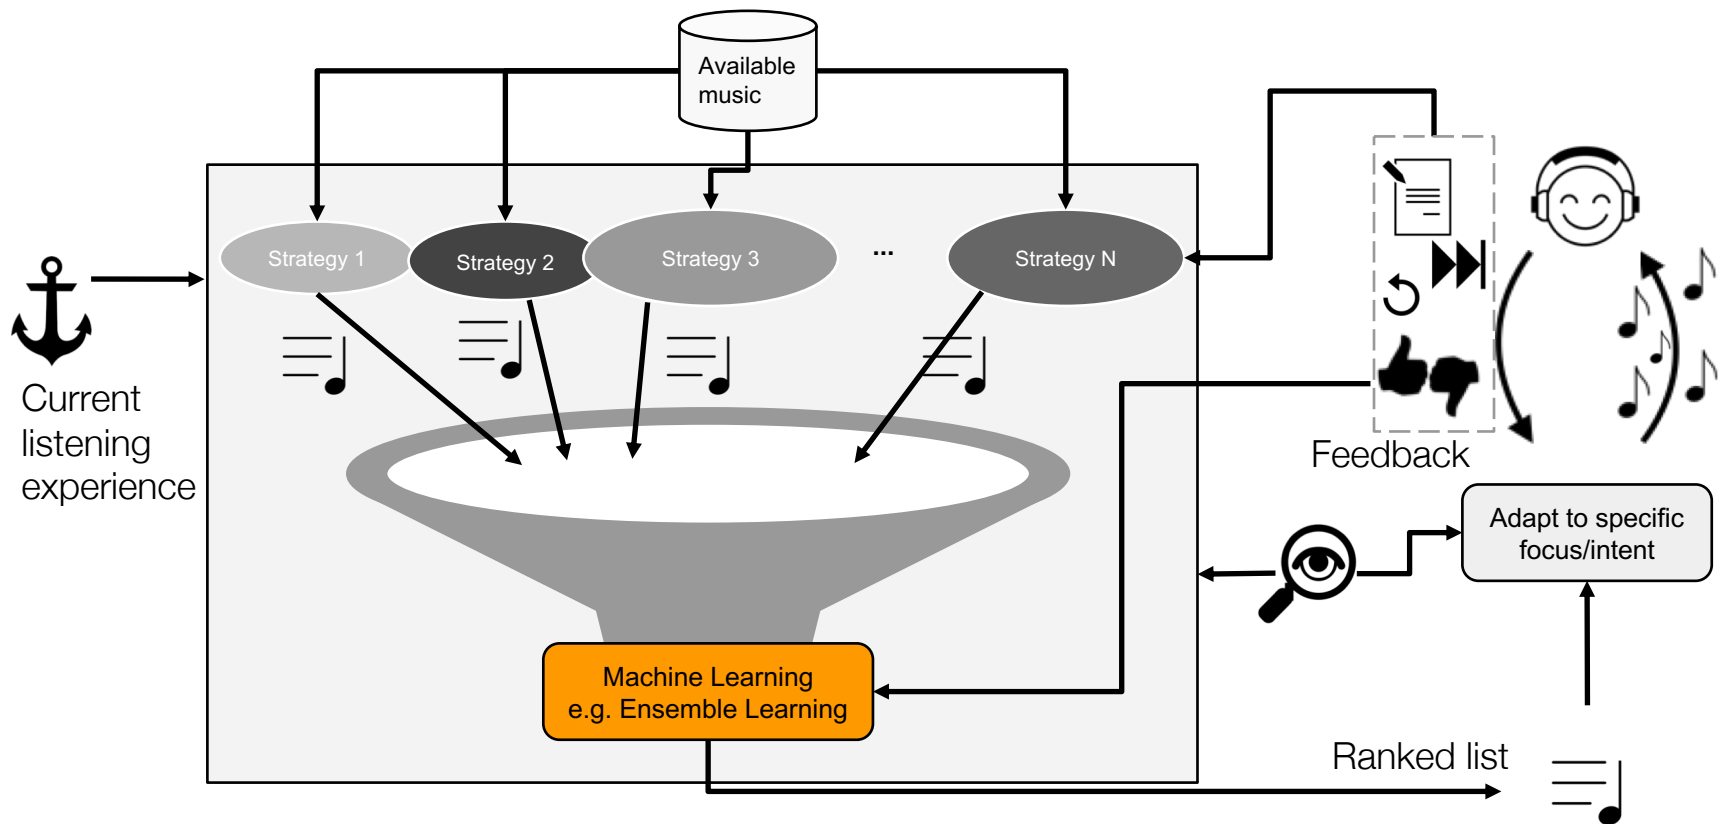 Available
music
Strategy 1
Strategy 2
Strategy 3
...
Strategy N
Current
listening
experience
Feedback
Adapt to specific
focus/intent
Machine Learning
e.g. Ensemble Learning
Ranked list